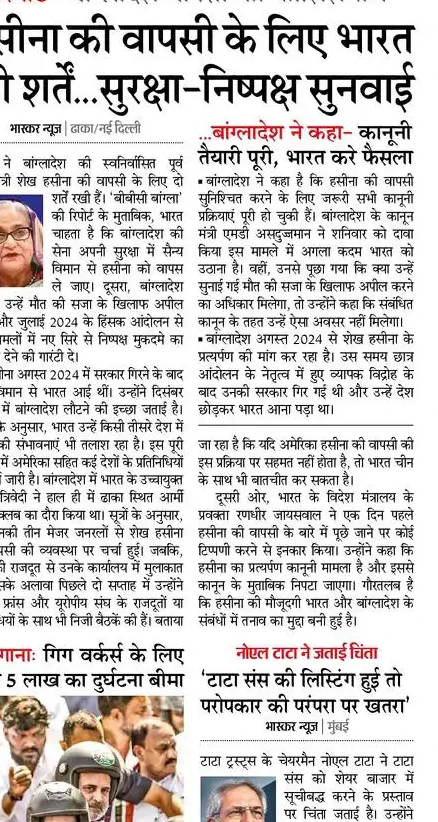 सीना की वापसी के लिए भारत
शर्तें...सुरक्षा-निष्पक्ष सुनवाई
भास्कर न्यूज | ढाका/नई दिल्ली
ने बांग्लादेश की स्वनिर्वासित पूर्व
त्री शेख हसीना की वापसी के लिए दो
शर्तें रखी हैं। 'बीबीसी बांग्ला'
की रिपोर्ट के मुताबिक, भारत
चाहता है कि बांग्लादेश की
सेना अपनी सुरक्षा में सैन्य
विमान से हसीना को वापस
ले जाए। दूसरा, बांग्लादेश
उन्हें मौत की सजा के खिलाफ अपील
और जुलाई 2024 के हिंसक आंदोलन से
मलों में नए सिरे से निष्पक्ष मुकदमे का
देने की गारंटी दे।
ना अगस्त 2024 में सरकार गिरने के बाद
विमान से भारत आई थीं। उन्होंने दिसंबर
में बांग्लादेश लौटने की इच्छा जताई है।
के अनुसार, भारत उन्हें किसी तीसरे देश में
की संभावनाएं भी तलाश रहा है। इस पूरी
में अमेरिका सहित कई देशों के प्रतिनिधियों
जारी है। बांग्लादेश में भारत के उच्चायुक्त
त्रिवेदी ने हाल ही में ढाका स्थित आर्मी
क्लब का दौरा किया था। सूत्रों के अनुसार,
नकी तीन मेजर जनरलों से शेख हसीना
पसी की व्यवस्था पर चर्चा हुई। जबकि,
की राजदूत से उनके कार्यालय में मुलाकात
सके अलावा पिछले दो सप्ताह में उन्होंने
फ्रांस और यूरोपीय संघ के राजदूतों या
धियों के साथ भी निजी बैठकें की हैं। बताया
...बांग्लादेश ने कहा- कानूनी
तैयारी पूरी, भारत करे फैसला
▪ बांग्लादेश ने कहा है कि हसीना की वापसी
सुनिश्चित करने के लिए जरूरी सभी कानूनी
प्रक्रियाएं पूरी हो चुकी हैं। बांग्लादेश के कानून
मंत्री एमडी असदुज्जमान ने शनिवार को दावा
किया इस मामले में अगला कदम भारत को
उठाना है। वहीं, उनसे पूछा गया कि क्या उन्हें
सुनाई गई मौत की सजा के खिलाफ अपील करने
का अधिकार मिलेगा, तो उन्होंने कहा कि संबंधित
कानून के तहत उन्हें ऐसा अवसर नहीं मिलेगा।
▪ बांग्लादेश अगस्त 2024 से शेख हसीना के
प्रत्यर्पण की मांग कर रहा है। उस समय छात्र
आंदोलन के नेतृत्व में हुए व्यापक विद्रोह के
बाद उनकी सरकार गिर गई थी और उन्हें देश
छोड़कर भारत आना पड़ा था।
जा रहा है कि यदि अमेरिका हसीना की वापसी की
इस प्रक्रिया पर सहमत नहीं होता है, तो भारत चीन
के साथ भी बातचीत कर सकता है।
दूसरी ओर, भारत के विदेश मंत्रालय के
प्रवक्ता रणधीर जायसवाल ने एक दिन पहले
हसीना की वापसी के बारे में पूछे जाने पर कोई
टिप्पणी करने से इनकार किया। उन्होंने कहा कि
हसीना का प्रत्यर्पण कानूनी मामला है और इससे
कानून के मुताबिक निपटा जाएगा। गौरतलब है
कि हसीना की मौजूदगी भारत और बांग्लादेश के
संबंधों में तनाव का मुद्दा बनी हुई है।
गानाः गिग वर्कर्स के लिए
5 लाख का दुर्घटना बीमा
नोएल टाटा ने जताई चिंता
'टाटा संस की लिस्टिंग हुई तो
परोपकार की परंपरा पर खतरा'
भास्कर न्यूज | मुंबई
टाटा ट्रस्ट्स के चेयरमैन नोएल टाटा ने टाटा
संस को शेयर बाजार में
सूचीबद्ध करने के प्रस्ताव
पर चिंता जताई है। उन्होंने